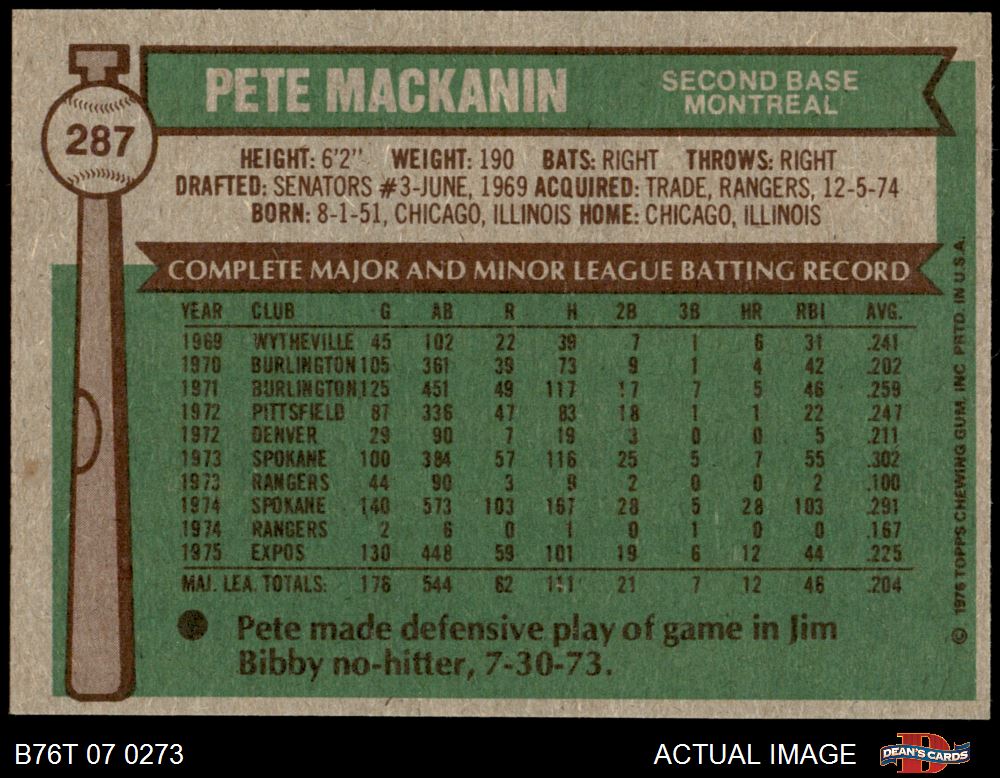 PETE MACKANIN
SECOND BASE
MONTREAL
287
HEIGHT: 6'2" WEIGHT: 190 BATS: RIGHT THROWS: RIGHT
DRAFTED: SENATORS #3-JUNE, 1969 ACQUIRED: TRADE, RANGERS, 12-5-74
BORN: 8-1-51, CHICAGO, ILLINOIS HOME: CHICAGO, ILLINOIS
COMPLETE MAJOR AND MINOR LEAGUE BATTING RECORD
YEAR CLUB G AB R H 2B 3B HR RBI AVG.
1969 WYTHEVILLE 45 102 22 39 7 1 6 31 .241
1970 BURLINGTON 105 361 39 73 9 1 4 42 .202
1971 BURLINGTON 125 451 49 117 17 7 5 46 .259
1972 PITTSFIELD 87 336 47 83 18 1 1 22 .247
1972 DENVER 29 90 7 19 3 0 0 5 .211
1973 SPOKANE 100 384 57 116 25 5 7 55 .302
1973 RANGERS 44 90 3 9 2 0 0 2 .100
1974 SPOKANE 140 573 103 167 28 5 28 103 .291
1974 RANGERS 2 6 0 1 0 1 0 0 .167
1975 EXPOS 130 448 59 101 19 6 12 44 .225
MAJ. LEA. TOTALS: 176 544 62 111 21 7 12 46 .204
Pete made defensive play of game in Jim
Bibby no-hitter, 7-30-73.
© 1976 TOPPS CHEWING GUM, INC. PRTD. IN U.S.A.
B76T 07 0273
ACTUAL IMAGE
D
DEAN'S CARDS